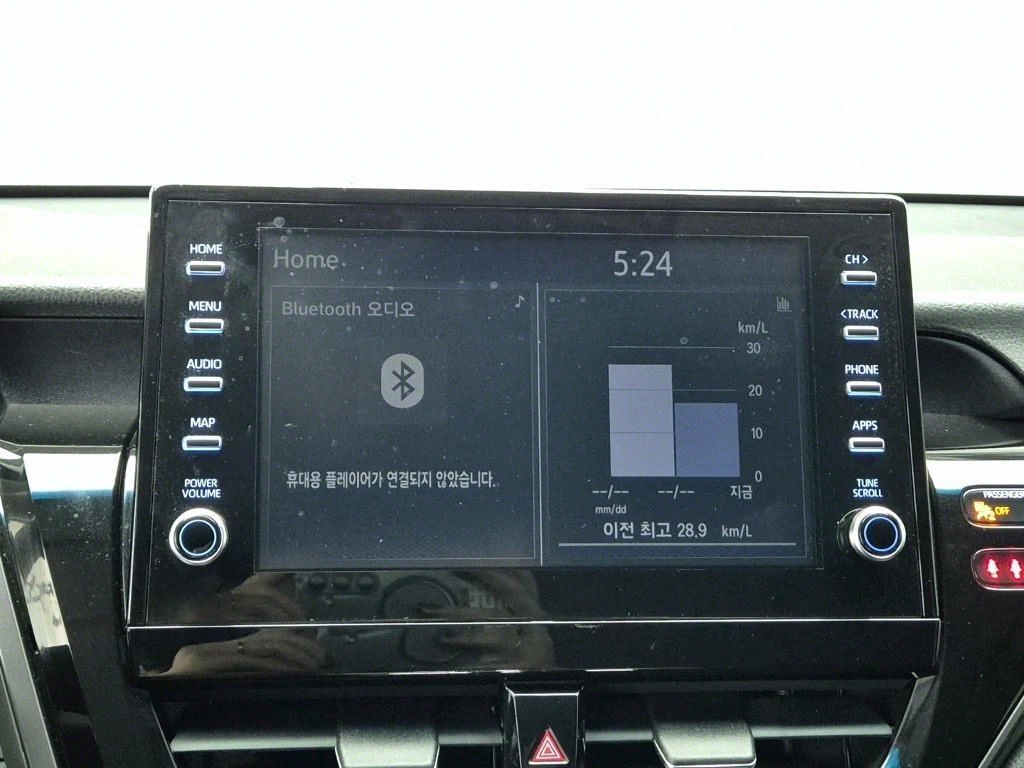 HOME
MENU
AUDIO
MAP
POWER
VOLUME
Home
5:24
Bluetooth 오디오
휴대용 플레이어가 연결되지 않았습니다.
km/L
30
20
10
0
--/--
--/--
지금
mm/dd
이전 최고 28.9 km/L
CH >
<TRACK
PHONE
APPS
TUNE
SCROLL
PASSENGER
OFF